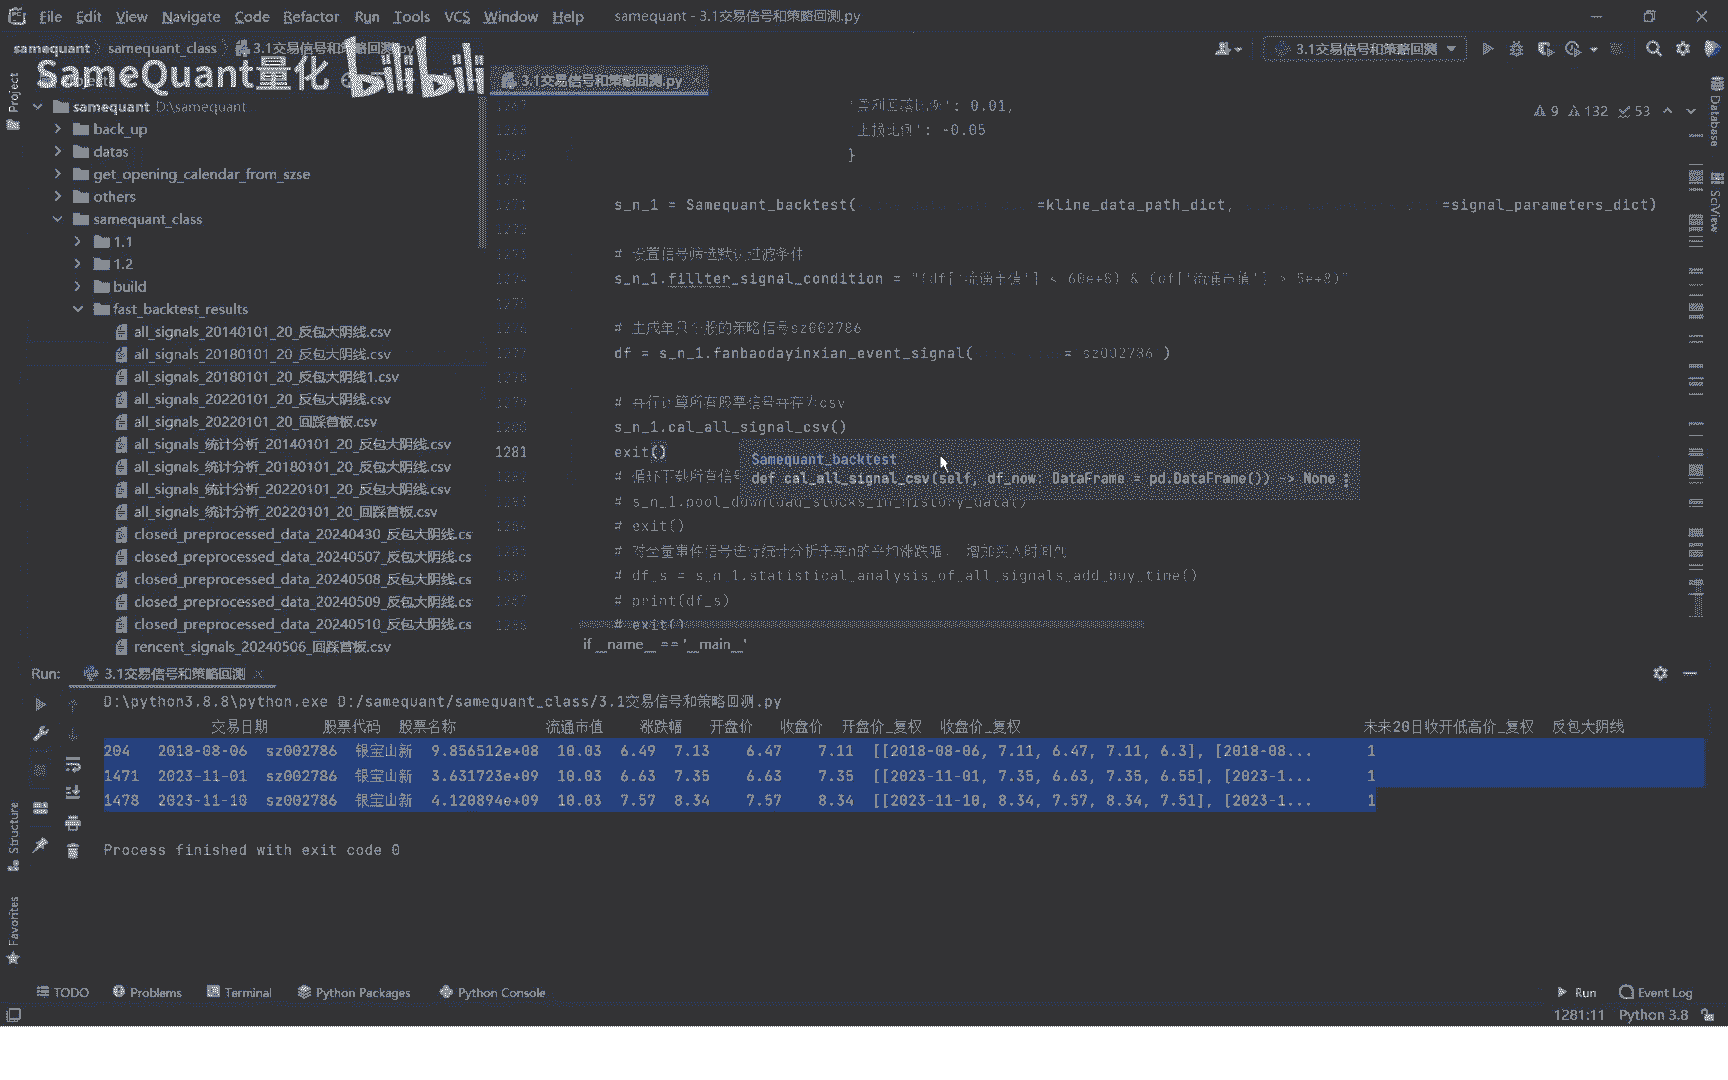 File Edit View Navigate Code Refactor Run Tools VCS Window Help samequant - 3.1交易信号和策略回测.py
samequant samequant_class 3.1交易信号和策略回测.py 3.1交易信号和策略回测
SameQuant量化 bilibili
3.1交易信号和策略回测.py
Project
samequant D:\samequant
back_up
datas
get_opening_calendar_from_szse
others
samequant_class
1.1
1.2
build
fast_backtest_results
all_signals_20140101_20_反包大阴线.csv
all_signals_20180101_20_反包大阴线.csv
all_signals_20180101_20_反包大阴线1.csv
all_signals_20220101_20_反包大阴线.csv
all_signals_20220101_20_回踩首板.csv
all_signals_统计分析_20140101_20_反包大阴线.csv
all_signals_统计分析_20180101_20_反包大阴线.csv
all_signals_统计分析_20220101_20_反包大阴线.csv
all_signals_统计分析_20220101_20_回踩首板.csv
closed_preprocessed_data_20240430_反包大阴线.cs
closed_preprocessed_data_20240507_反包大阴线.cs
closed_preprocessed_data_20240508_反包大阴线.cs
closed_preprocessed_data_20240509_反包大阴线.cs
closed_preprocessed_data_20240510_反包大阴线.cs
rencent_signals_20240506_回踩首板.csv
: 0.01,
: -0.05
}
s_n_1 = Samequant_backtest( =kline_data_path_dict, =signal_parameters_dict)
s_n_1.fillter_signal_condition = "(df['流通市值'] < 60e+8) & (df['流通市值'] > 5e+8)"
sz002786
df = s_n_1.fanbaodayinxian_event_signal( = sz002786 )
csv
s_n_1.cal_all_signal_csv()
1281 exit()
Samequant_backtest
def cal_all_signal_csv(self, df_now: DataFrame = pd.DataFrame()) -> None
# s_n_1.pool_download_stocks_in_history_data()
# exit()
# df_s = s_n_1.statistical_analysis_of_all_signals_add_buy_time()
# print(df_s)
# exit()
if __name__ == '__main__'
9 132 53
Database
SciView
Run: 3.1交易信号和策略回测
D:\python3.8.8\python.exe D:/samequant/samequant_class/3.1交易信号和策略回测.py
交易日期 股票代码 股票名称 流通市值 涨跌幅 开盘价 收盘价 开盘价_复权 收盘价_复权 未来20日收开低高价_复权 反包大阴线
204 2018-08-06 sz002786 银宝山新 9.856512e+08 10.03 6.49 7.13 6.47 7.11 [[2018-08-06, 7.11, 6.47, 7.11, 6.3], [2018-08... 1
1471 2023-11-01 sz002786 银宝山新 3.631723e+09 10.03 6.63 7.35 6.63 7.35 [[2023-11-01, 7.35, 6.63, 7.35, 6.55], [2023-1... 1
1478 2023-11-10 sz002786 银宝山新 4.120894e+09 10.03 7.57 8.34 7.57 8.34 [[2023-11-10, 8.34, 7.57, 8.34, 7.51], [2023-1... 1
Process finished with exit code 0
Structure
Favorites
TODO Problems Terminal Python Packages Python Console Run Event Log
1281:11 Python 3.8